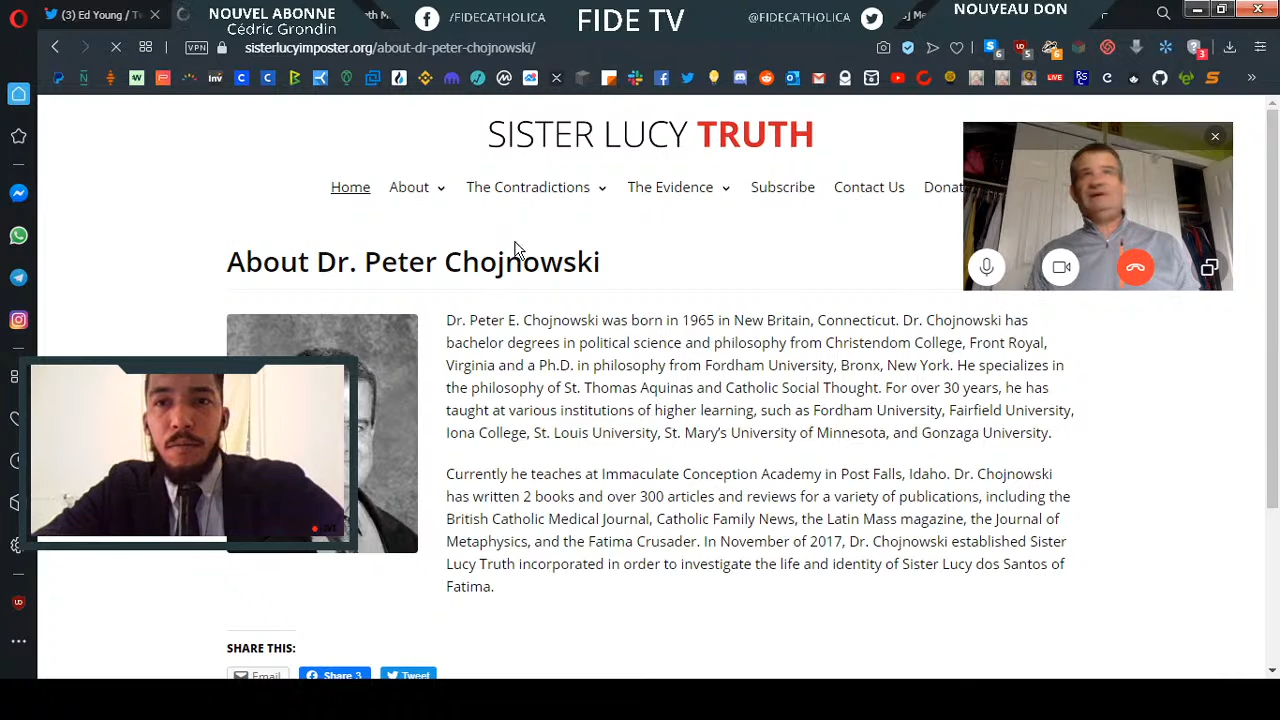 NOUVEL ABONNE
Cédric Grondin
/FIDECATHOLICA
FIDE TV
@FIDECATHOLICA
NOUVEAU DON
(3) Ed Young / Tw
VPN
sisterlucyimposter.org/about-dr-peter-chojnowski/
SISTER LUCY TRUTH
Home
About
The Contradictions
The Evidence
Subscribe
Contact Us
Donat
About Dr. Peter Chojnowski
Dr. Peter E. Chojnowski was born in 1965 in New Britain, Connecticut. Dr. Chojnowski has
bachelor degrees in political science and philosophy from Christendom College, Front Royal,
Virginia and a Ph.D. in philosophy from Fordham University, Bronx, New York. He specializes in
the philosophy of St. Thomas Aquinas and Catholic Social Thought. For over 30 years, he has
taught at various institutions of higher learning, such as Fordham University, Fairfield University,
Iona College, St. Louis University, St. Mary's University of Minnesota, and Gonzaga University.
Currently he teaches at Immaculate Conception Academy in Post Falls, Idaho. Dr. Chojnowski
has written 2 books and over 300 articles and reviews for a variety of publications, including the
British Catholic Medical Journal, Catholic Family News, the Latin Mass magazine, the Journal of
Metaphysics, and the Fatima Crusader. In November of 2017, Dr. Chojnowski established Sister
Lucy Truth incorporated in order to investigate the life and identity of Sister Lucy dos Santos of
Fatima.
LIVE
SHARE THIS:
Email
Share 3
Tweet